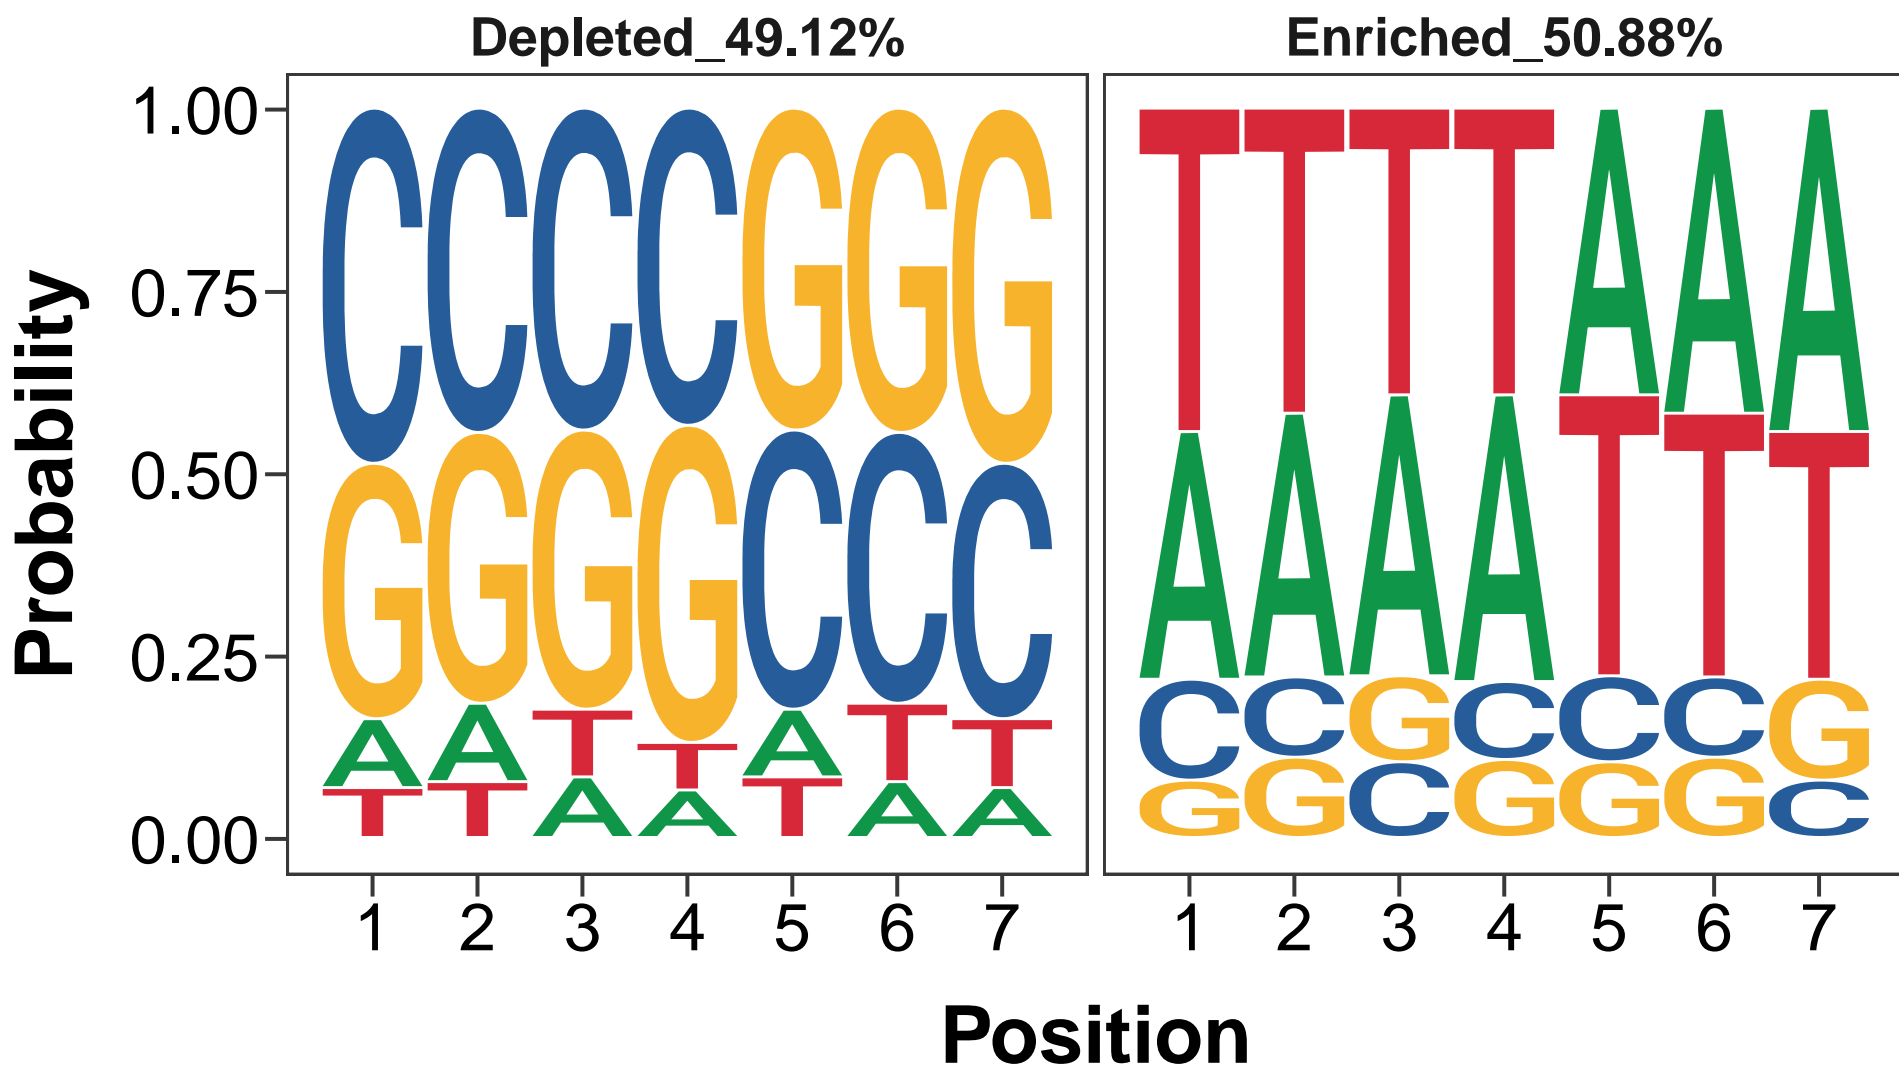 Depleted_49.12% Enriched_50.88%
Probability
1.00
0.75
0.50
0.25
0.00
CCCCGGG
GGGGCCC
AATTATT
TTAATAA
TTTTAAA
AAAATTT
CCGCCCG
GGCGGGC
1 2 3 4 5 6 7
1 2 3 4 5 6 7
Position